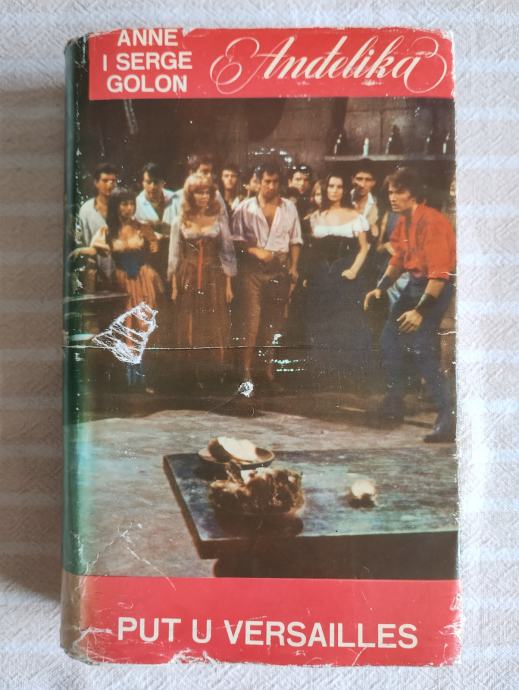 ANNE
I SERGE
GOLON
Anđelika
PUT U VERSAILLES